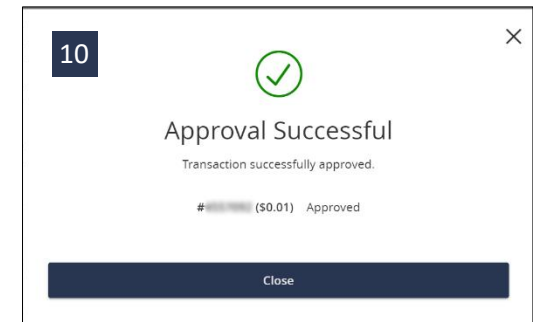 10
Approval Successful
Transaction successfully approved.
# ($0.01) Approved
Close